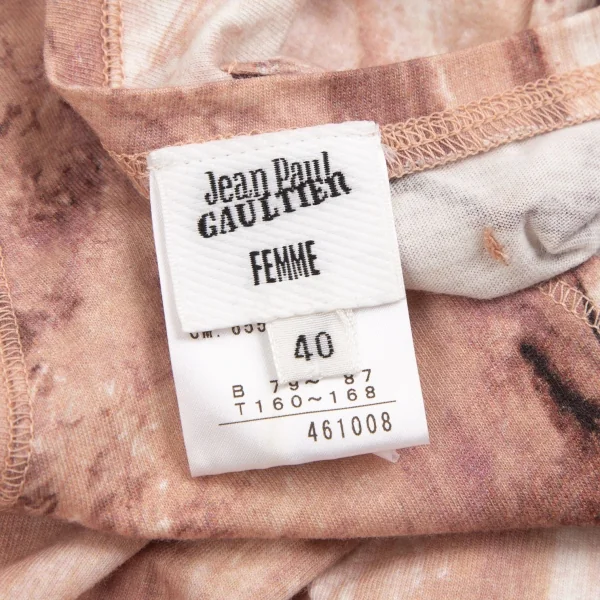 Jean Paul
GAULTIER
FEMME
40
B 79~87
T160~168
461008